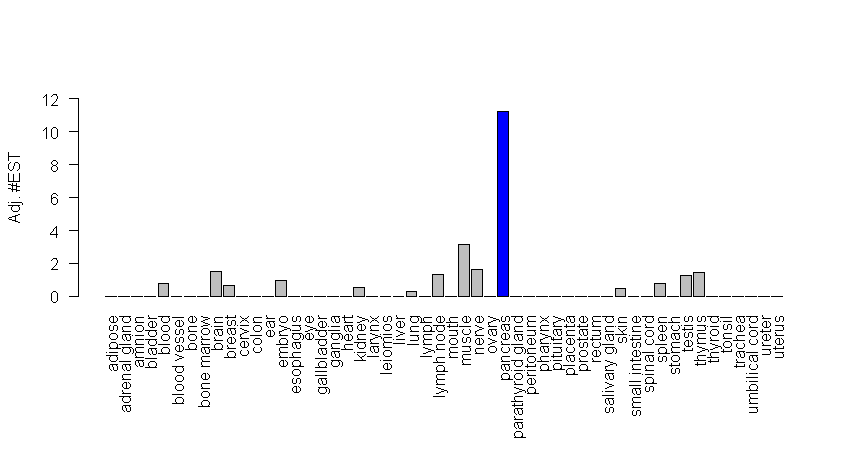 Adj. #EST
12
10
8
6
4
2
0
adipose
adrenal gland
amnion
bladder
blood
blood vessel
bone
bone marrow
brain
breast
cervix
colon
ear
embryo
esophagus
eye
gallbladder
ganglia
heart
kidney
larynx
leiomios
liver
lung
lymph
lymph node
mouth
muscle
nerve
ovary
pancreas
parathyroid gland
peritoneum
pharynx
pituitary
placenta
prostate
rectum
salivary gland
skin
small intestine
spinal cord
spleen
stomach
testis
thymus
thyroid
tonsil
trachea
umbilical cord
ureter
uterus